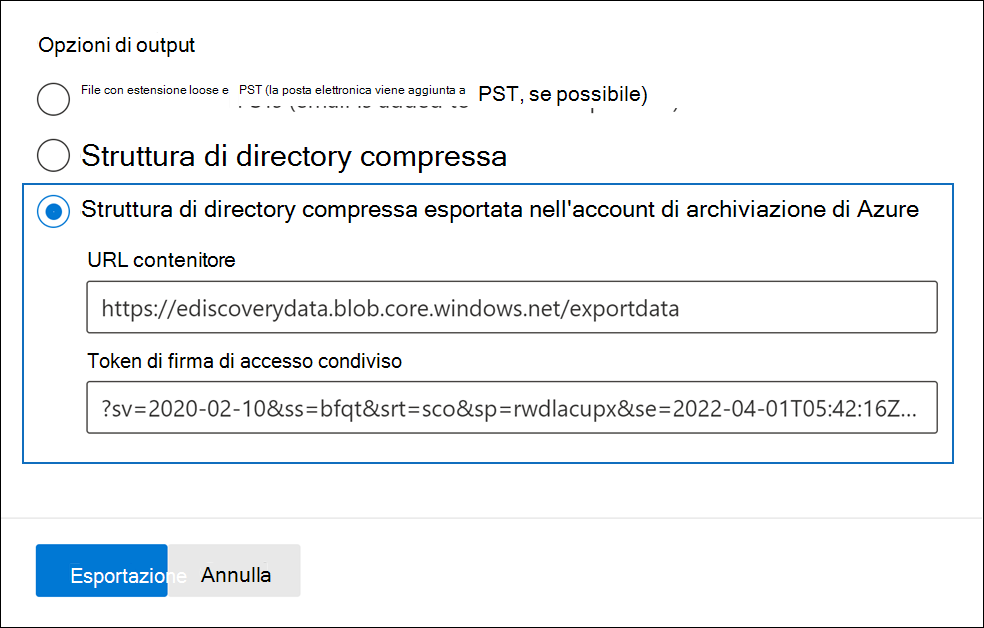 Opzioni di output
File con estensione loose e PST (la posta elettronica viene aggiunta a PST, se possibile)
Struttura di directory compressa
Struttura di directory compressa esportata nell'account di archiviazione di Azure
URL contenitore
https://ediscoverydata.blob.core.windows.net/exportdata
Token di firma di accesso condiviso
?sv=2020-02-10&ss=bfqt&srt=sco&sp=rwdlacupx&se=2022-04-01T05:42:16Z...
Esportazione Annulla